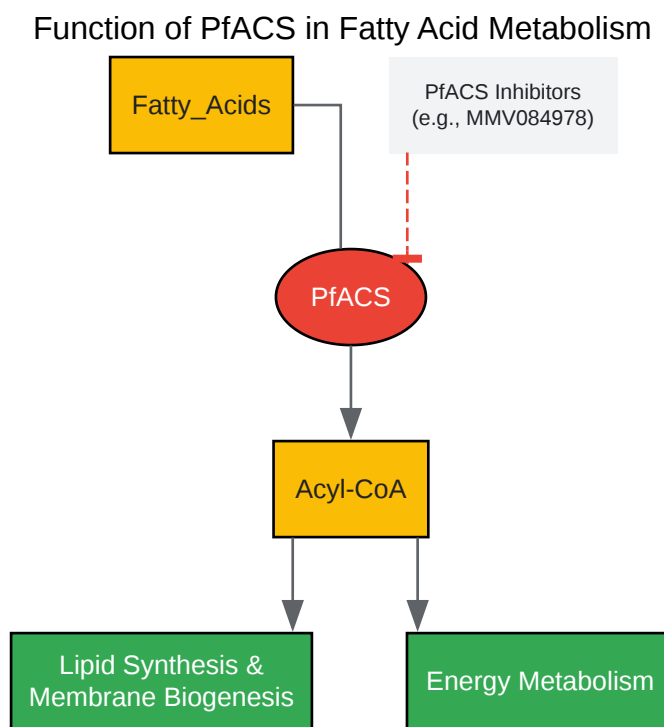 Function of PfACS in Fatty Acid Metabolism
Fatty_Acids
PfACS Inhibitors
(e.g., MMV084978)
PfACS
Acyl-CoA
Lipid Synthesis &
Membrane Biogenesis
Energy Metabolism